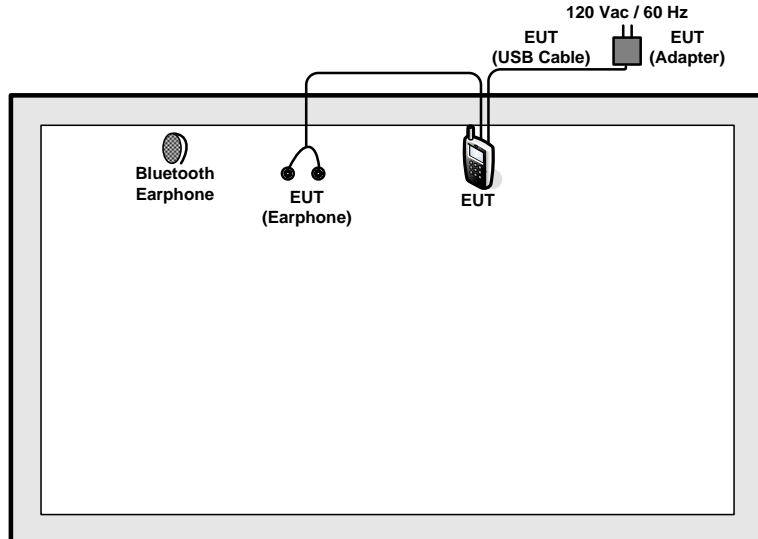 120 Vac / 60 Hz
EUT
(USB Cable)
EUT
(Adapter)
Bluetooth
Earphone
EUT
(Earphone)
EUT